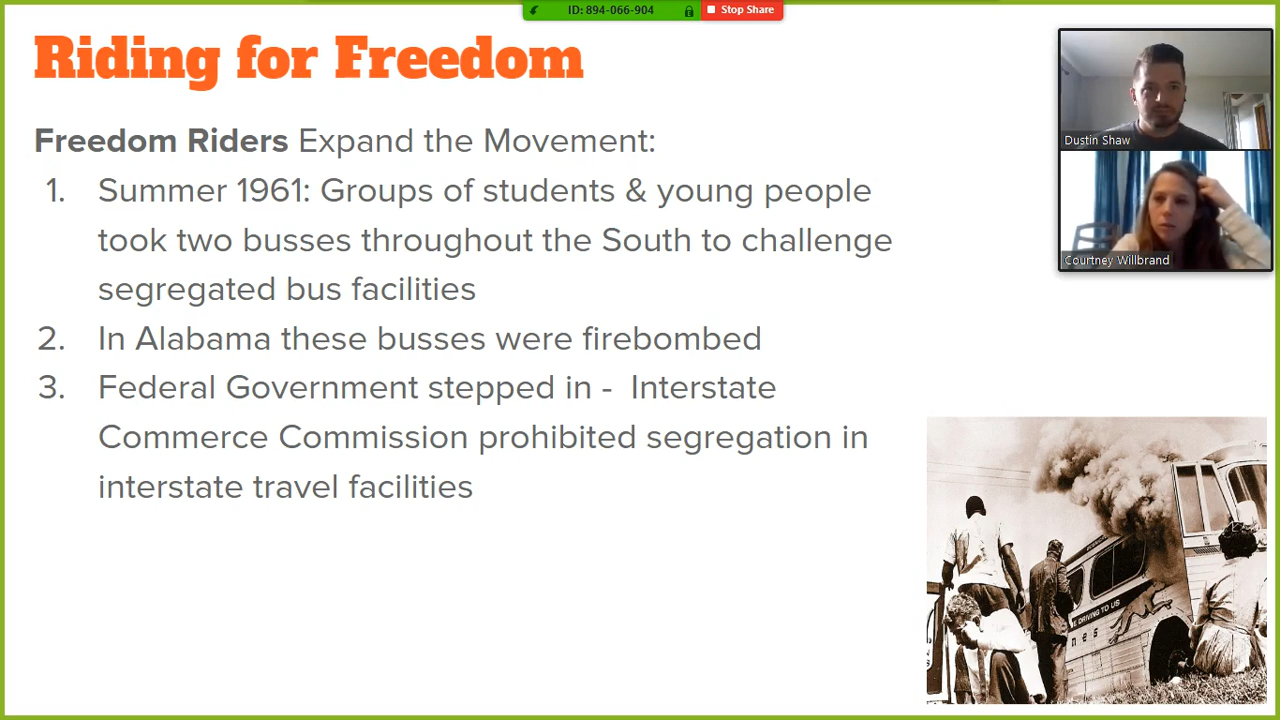 ID: 894-066-904
Stop Share
Riding for Freedom
Freedom Riders Expand the Movement:
1. Summer 1961: Groups of students & young people
took two busses throughout the South to challenge
segregated bus facilities
2. In Alabama these busses were firebombed
3. Federal Government stepped in - Interstate
Commerce Commission prohibited segregation in
interstate travel facilities
Dustin Shaw
Courtney Willbrand
DRIVING TO US